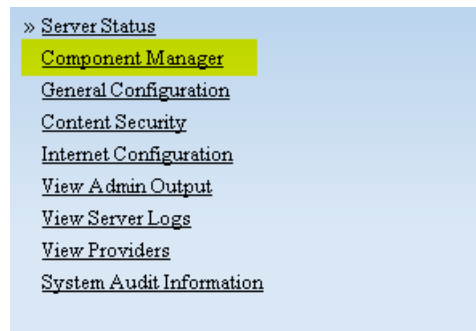 » Server Status
Component Manager
General Configuration
Content Security
Internet Configuration
View Admin Output
View Server Logs
View Providers
System Audit Information